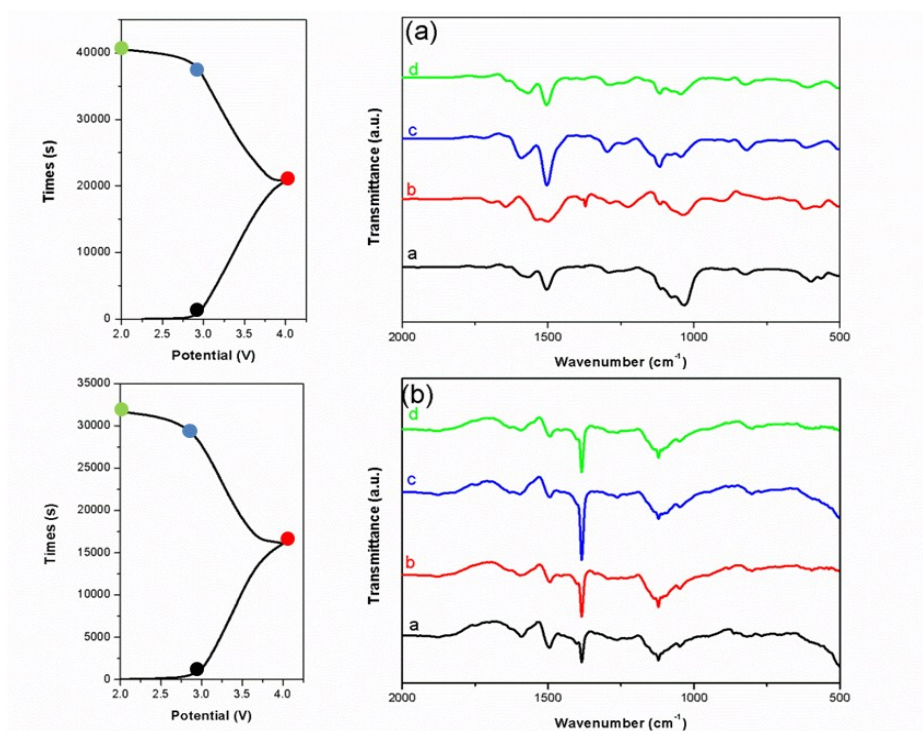 40000
30000
20000
10000
0
Times (s)
2.0 2.5 3.0 3.5 4.0
Potential (V)
(a)
d
c
b
a
Transmittance (a.u.)
2000 1500 1000 500
Wavenumber (cm⁻¹)
35000
30000
25000
20000
15000
10000
5000
0
Times (s)
2.0 2.5 3.0 3.5 4.0
Potential (V)
(b)
d
c
b
a
Transmittance (a.u.)
2000 1500 1000 500
Wavenumber (cm⁻¹)